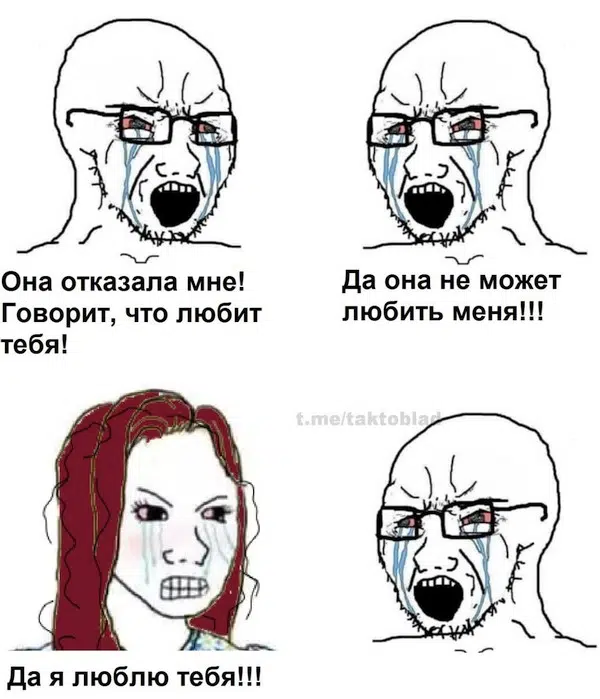 Она отказала мне!
Говорит, что любит
тебя!
Да она не может
любить меня!!!
t.me/taktoblad
Да я люблю тебя!!!